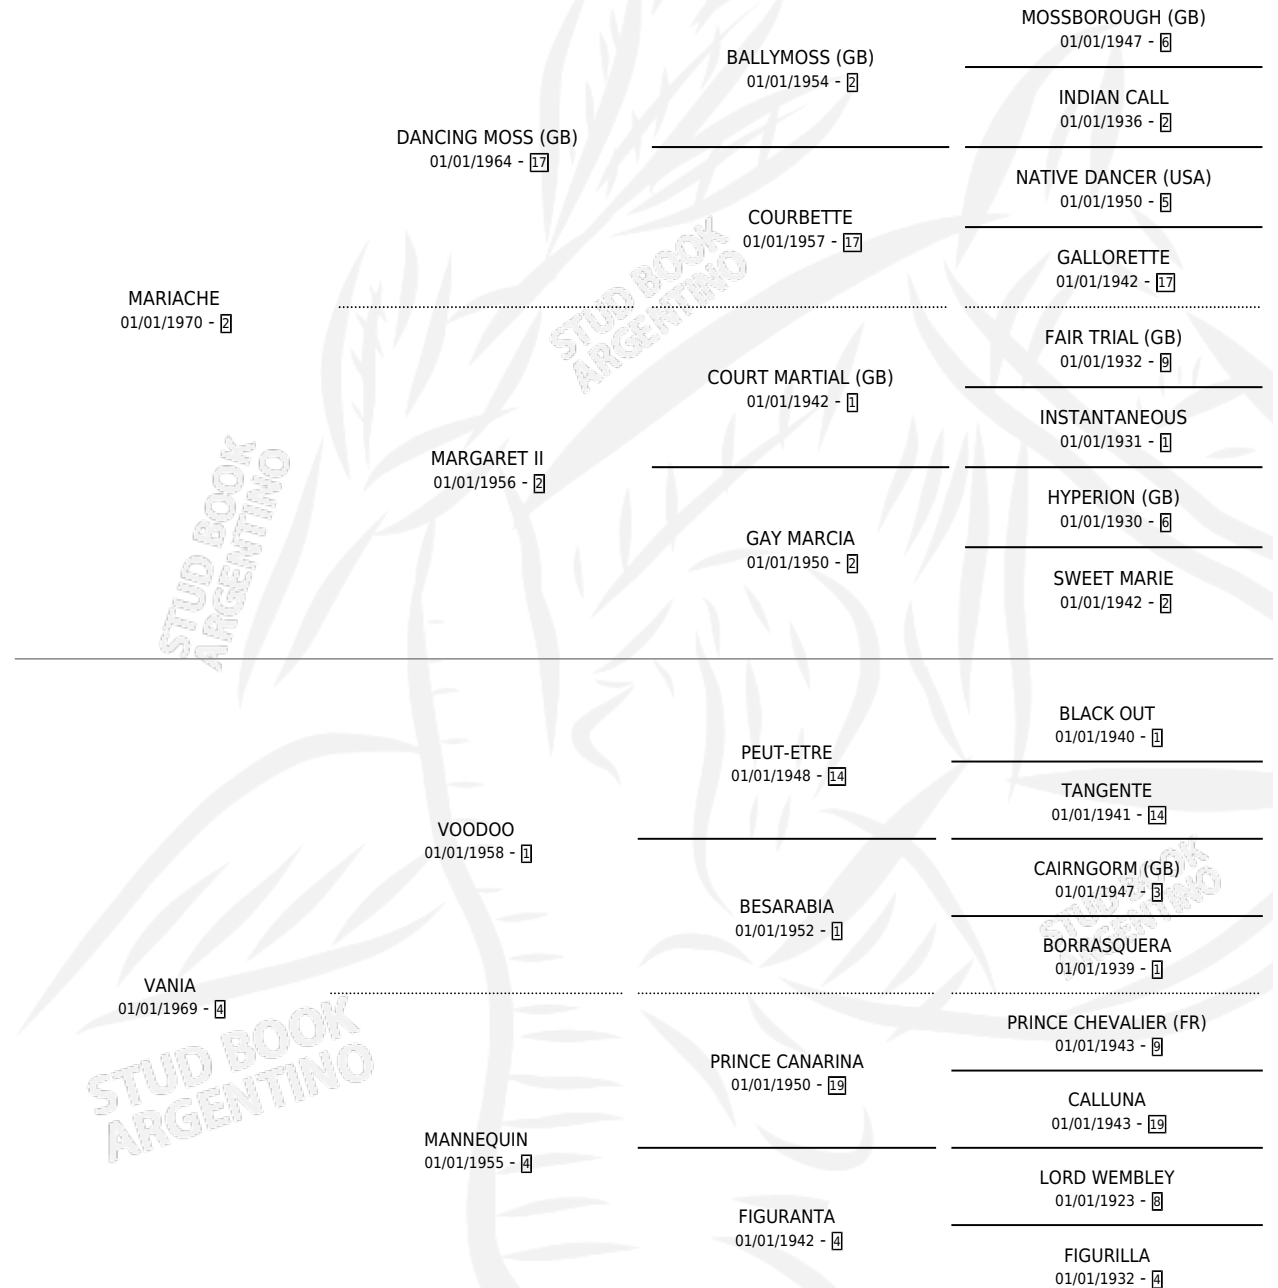 MOSSBOROUGH (GB)
01/01/1947 - 6
BALLYMOSS (GB)
01/01/1954 - 2
INDIAN CALL
01/01/1936 - 2
DANCING MOSS (GB)
01/01/1964 - 17
NATIVE DANCER (USA)
01/01/1950 - 5
COURBETTE
01/01/1957 - 17
GALLORETTE
01/01/1942 - 17
MARIACHE
01/01/1970 - 2
FAIR TRIAL (GB)
01/01/1932 - 9
COURT MARTIAL (GB)
01/01/1942 - 1
INSTANTANEOUS
01/01/1931 - 1
MARGARET II
01/01/1956 - 2
HYPERION (GB)
01/01/1930 - 6
GAY MARCIA
01/01/1950 - 2
SWEET MARIE
01/01/1942 - 2
BLACK OUT
01/01/1940 - 1
PEUT-ETRE
01/01/1948 - 14
TANGENTE
01/01/1941 - 14
VOODOO
01/01/1958 - 1
CAIRNGORM (GB)
01/01/1947 - 3
BESARABIA
01/01/1952 - 1
BORRASQUERA
01/01/1939 - 1
VANIA
01/01/1969 - 4
PRINCE CHEVALIER (FR)
01/01/1943 - 9
PRINCE CANARINA
01/01/1950 - 19
CALLUNA
01/01/1943 - 19
MANNEQUIN
01/01/1955 - 4
LORD WEMBLEY
01/01/1923 - 8
FIGURANTA
01/01/1942 - 4
FIGURILLA
01/01/1932 - 4
STUD BOOK
ARGENTINO
STUD BOOK
ARGENTINO
STUD BOOK
ARGENTINO
STUD BOOK
ARGENTINO